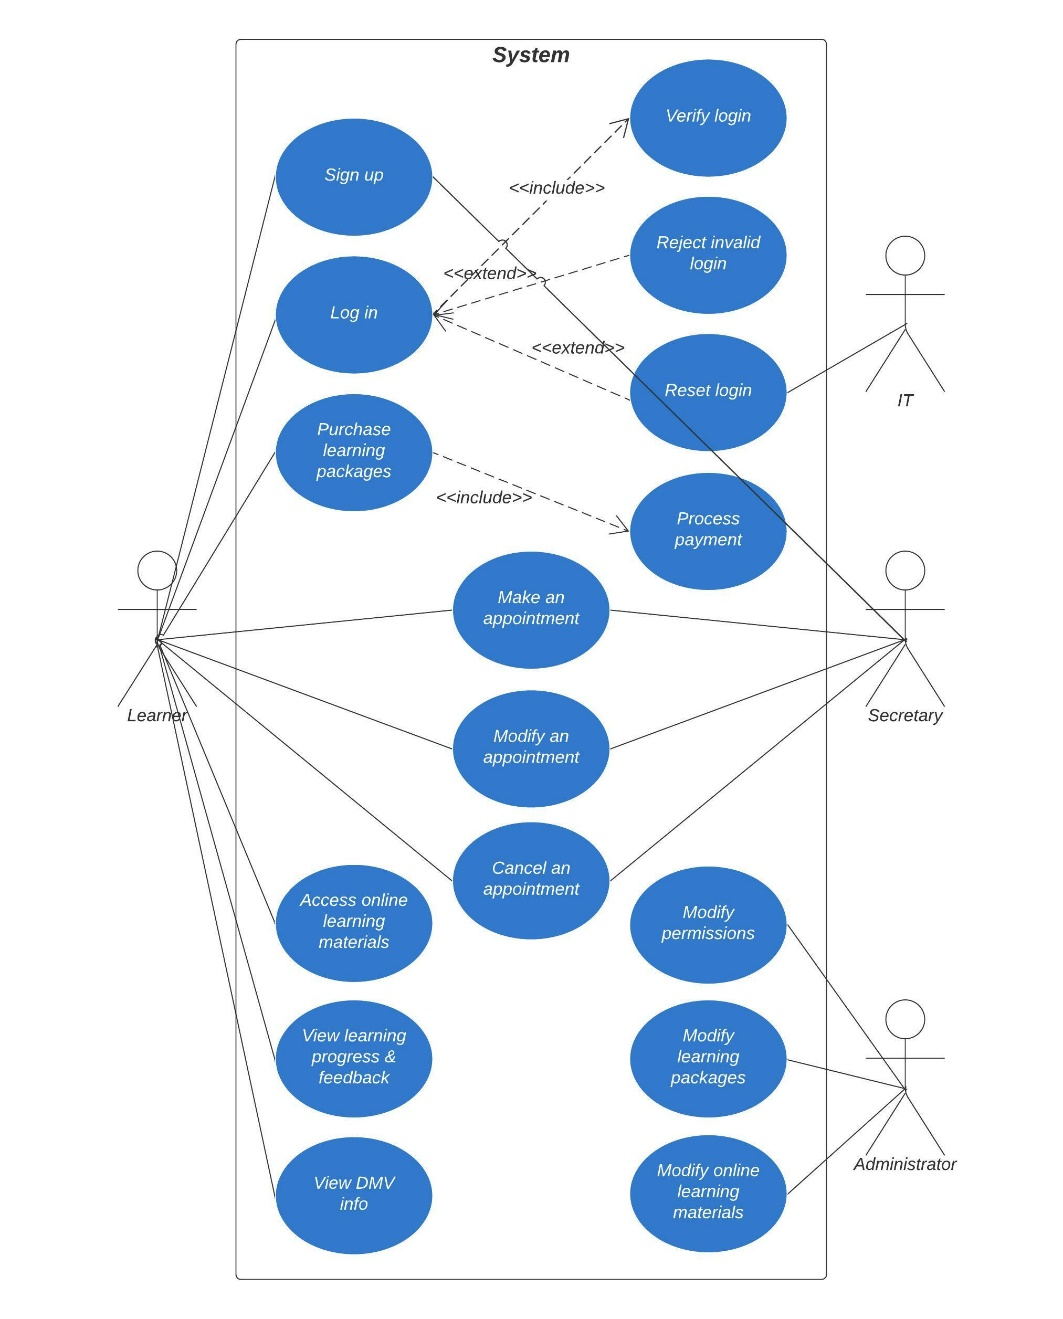 System
Verify login
Sign up
<<include>>
Reject invalid
login
<<extend>>
Log in
<<extend>>
Reset login
IT
Purchase
learning
packages
<<include>>
Process
payment
Make an
appointment
Learner
Secretary
Modify an
appointment
Cancel an
appointment
Access online
learning
materials
Modify
permissions
View learning
progress &
feedback
Modify
learning
packages
Administrator
View DMV
info
Modify online
learning
materials